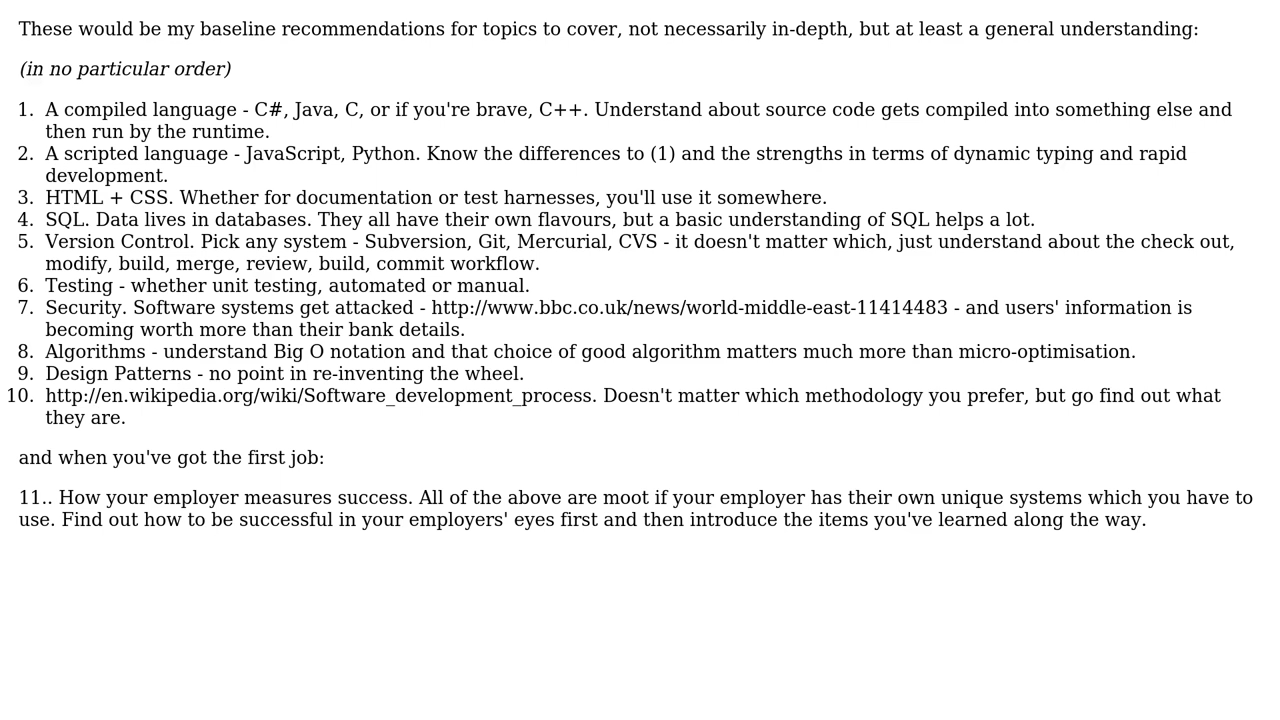 These would be my baseline recommendations for topics to cover, not necessarily in-depth, but at least a general understanding:
(in no particular order)
1. A compiled language - C#, Java, C, or if you're brave, C++. Understand about source code gets compiled into something else and
then run by the runtime.
2. A scripted language - JavaScript, Python. Know the differences to (1) and the strengths in terms of dynamic typing and rapid
development.
3. HTML + CSS. Whether for documentation or test harnesses, you'll use it somewhere.
4. SQL. Data lives in databases. They all have their own flavours, but a basic understanding of SQL helps a lot.
5. Version Control. Pick any system - Subversion, Git, Mercurial, CVS - it doesn't matter which, just understand about the check out,
modify, build, merge, review, build, commit workflow.
6. Testing - whether unit testing, automated or manual.
7. Security. Software systems get attacked - http://www.bbc.co.uk/news/world-middle-east-11414483 - and users' information is
becoming worth more than their bank details.
8. Algorithms - understand Big O notation and that choice of good algorithm matters much more than micro-optimisation.
9. Design Patterns - no point in re-inventing the wheel.
10. http://en.wikipedia.org/wiki/Software_development_process. Doesn't matter which methodology you prefer, but go find out what
they are.
and when you've got the first job:
11.. How your employer measures success. All of the above are moot if your employer has their own unique systems which you have to
use. Find out how to be successful in your employers' eyes first and then introduce the items you've learned along the way.